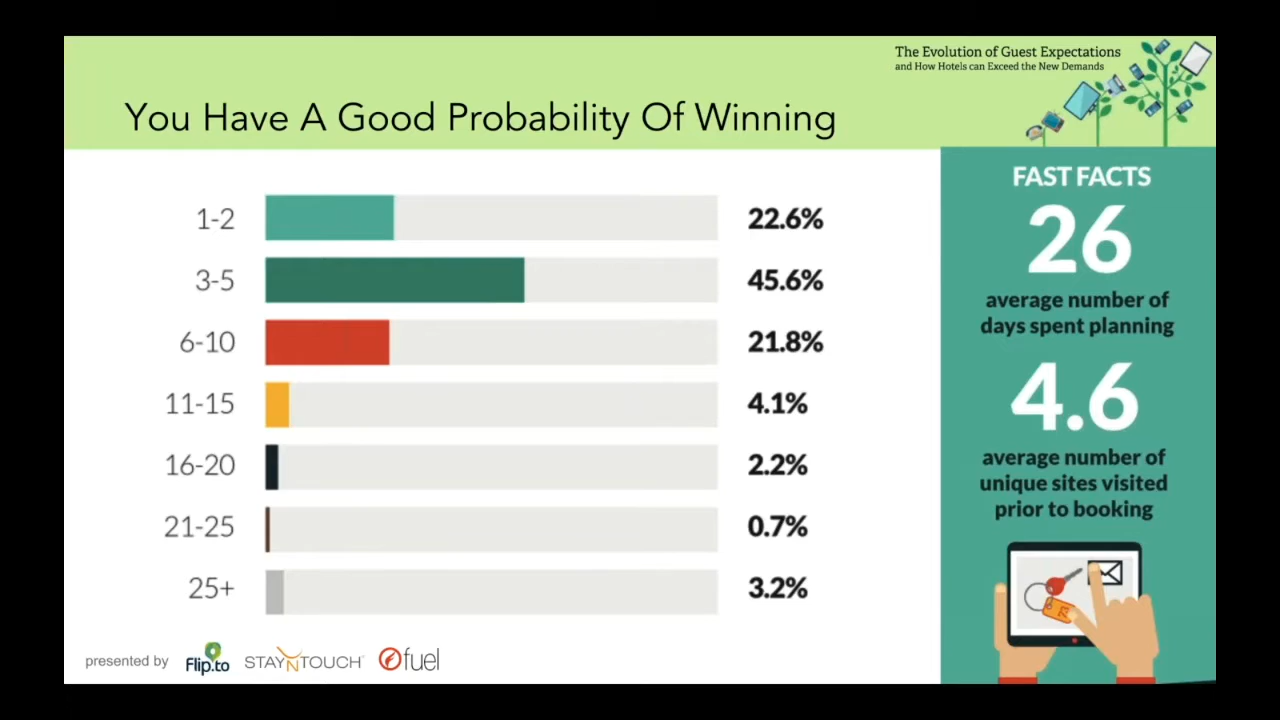 The Evolution of Guest Expectations
and How Hotels can Exceed the New Demands
You Have A Good Probability Of Winning
1-2 22.6%
3-5 45.6%
6-10 21.8%
11-15 4.1%
16-20 2.2%
21-25 0.7%
25+ 3.2%
FAST FACTS
26
average number of
days spent planning
4.6
average number of
unique sites visited
prior to booking
presented by Flip.to STAYNTOUCH fuel